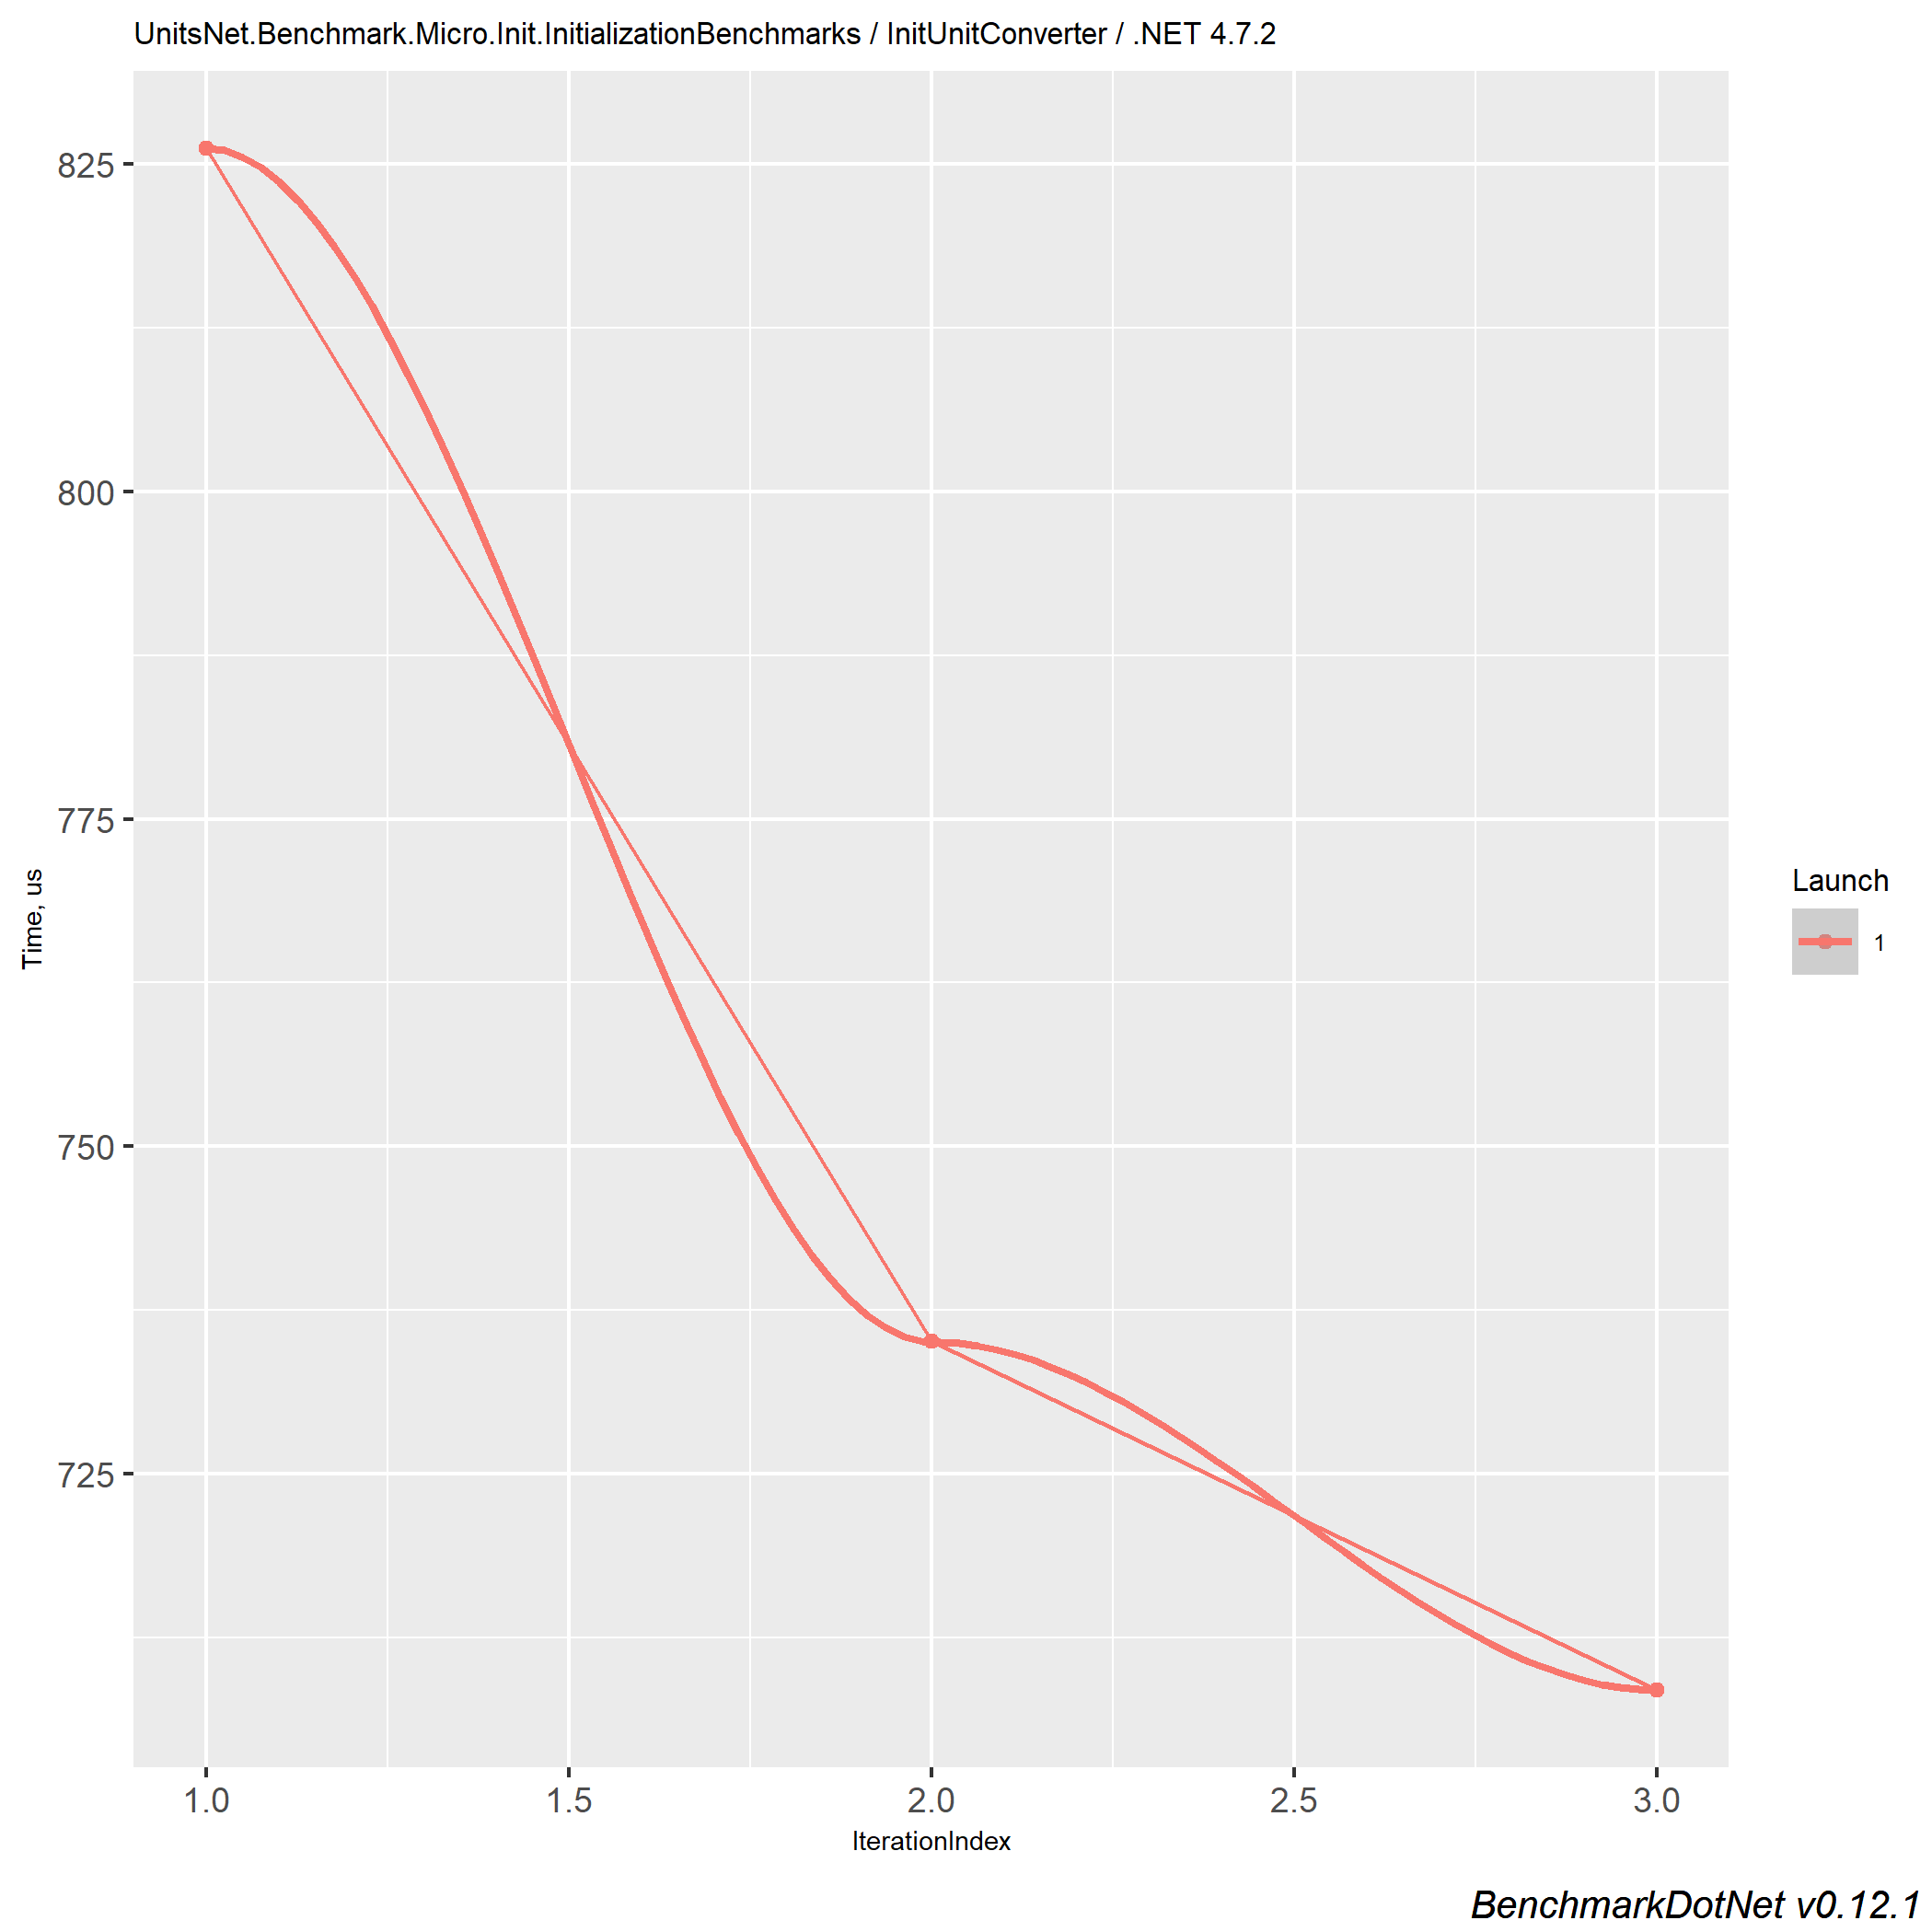 UnitsNet.Benchmark.Micro.Init.InitializationBenchmarks / InitUnitConverter / .NET 4.7.2
825
800
775
750
725
Time, us
1.0 1.5 2.0 2.5 3.0
IterationIndex
Launch
1
BenchmarkDotNet v0.12.1